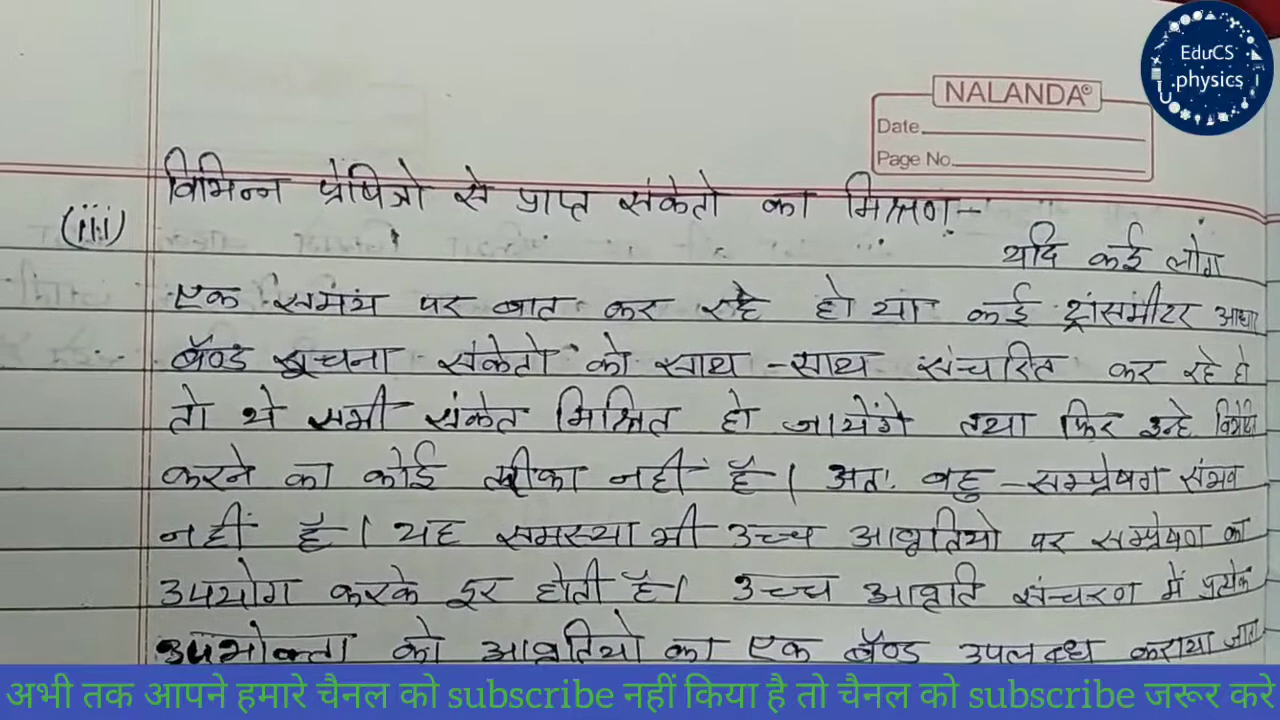 EduCS
physics
NALANDA
Date
Page No.
विभिन्न प्रेषित्रो से प्राप्त संकेतो का मिश्रण-
(iii)
यदि कई लोग
एक समय पर बात कर रहे हो या कई ट्रांसमीटर आधार
बॅण्ड सूचना संकेतो को साथ-साथ संचरित कर रहे हो
तो ये सभी संकेत मिश्रित हो जायेंगे तथा फिर उन्हे
करने का कोई तरीका नहीं है। अतः बहु-सम्प्रेषण संभव
नहीं है। यह समस्या भी उच्च आवृतियो पर सम्प्रेषण का
उपयोग करके दूर होती है। उच्च आवृति संचरण में प्रत्येक
उपभोक्ता को आवृतियो का एक बॅण्ड उपलब्ध कराया जाता
अभी तक आपने हमारे चैनल को subscribe नहीं किया है तो चैनल को subscribe जरूर करे